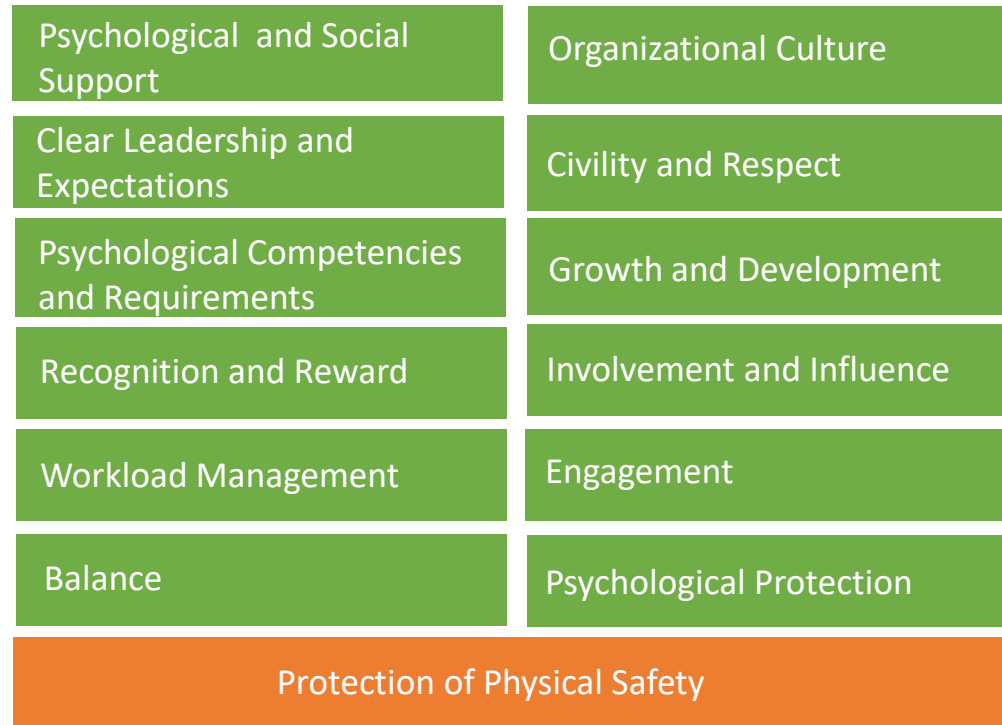 Psychological and Social
Support
Organizational Culture
Clear Leadership and
Expectations
Civility and Respect
Psychological Competencies
and Requirements
Growth and Development
Recognition and Reward
Involvement and Influence
Workload Management
Engagement
Balance
Psychological Protection
Protection of Physical Safety